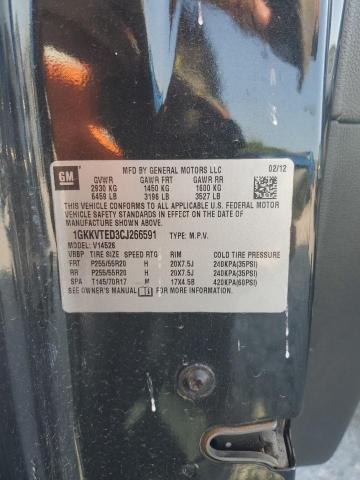 GM
MFD BY GENERAL MOTORS LLC 02/12
GVWR GAWR FRT GAWR RR
2930 KG 1450 KG 1600 KG
6459 LB 3196 LB 3527 LB
THIS VEHICLE CONFORMS TO ALL APPLICABLE U.S. FEDERAL
MOTOR VEHICLE SAFETY AND THEFT PREVENTION
STANDARDS IN EFFECT ON THE DATE OF
MANUFACTURE SHOWN ABOVE.
1GKKVTED3CJ266591 TYPE: M.P.V.
MODEL: V14526
VRBP TIRE SIZE SPEED RTG RIM COLD TIRE PRESSURE
FRT P255/55R20 H 20X7.5J 240KPA(35PSI)
RR P255/55R20 H 20X7.5J 240KPA(35PSI)
SPA T145/70R17 M 17X4.5B 420KPA(60PSI)
SEE OWNER'S MANUAL FOR MORE INFORMATION.